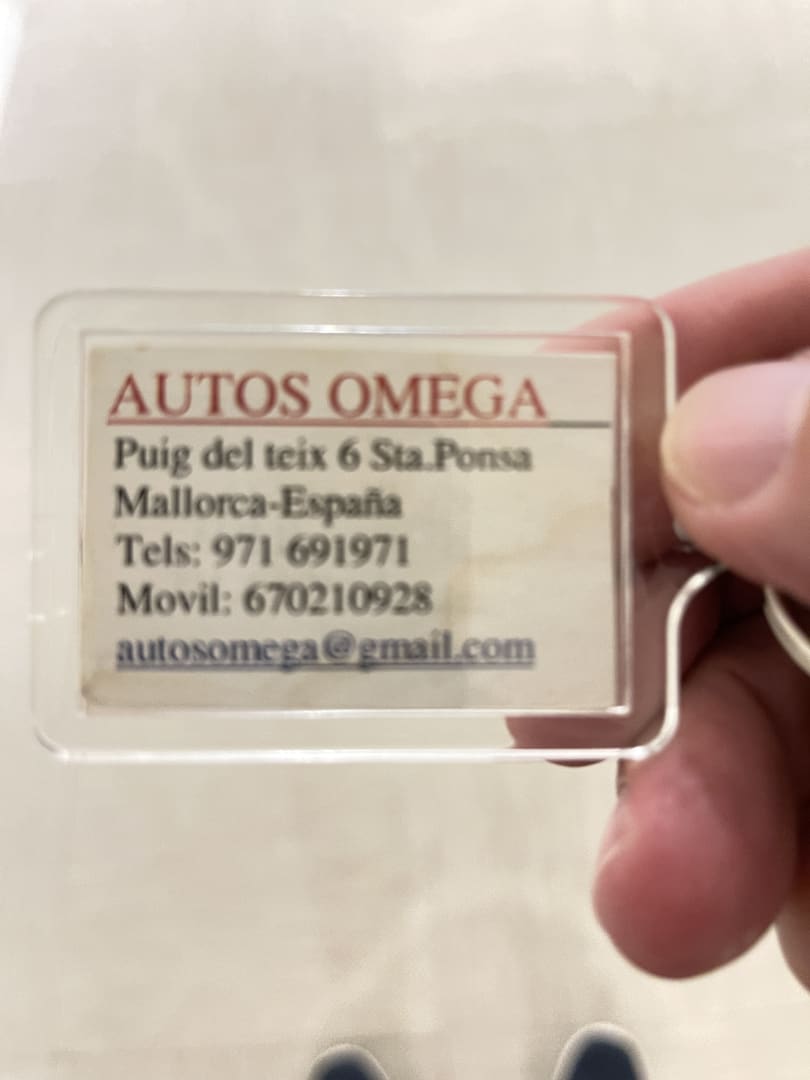 AUTOS OMEGA
Puig del teix 6 Sta.Ponsa
Mallorca-España
Tels: 971 691971
Movil: 670210928
autosomega@gmail.com